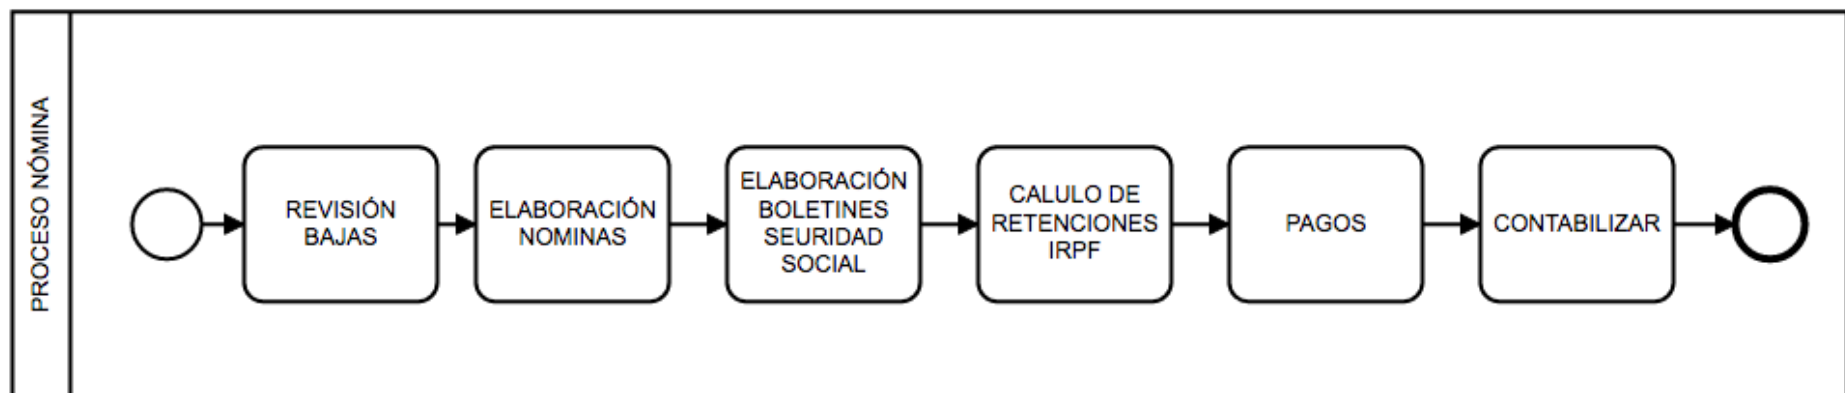 PROCESO NÓMINA
REVISIÓN
BAJAS
ELABORACIÓN
NOMINAS
ELABORACIÓN
BOLETINES
SEURIDAD
SOCIAL
CALULO DE
RETENCIONES
IRPF
PAGOS
CONTABILIZAR